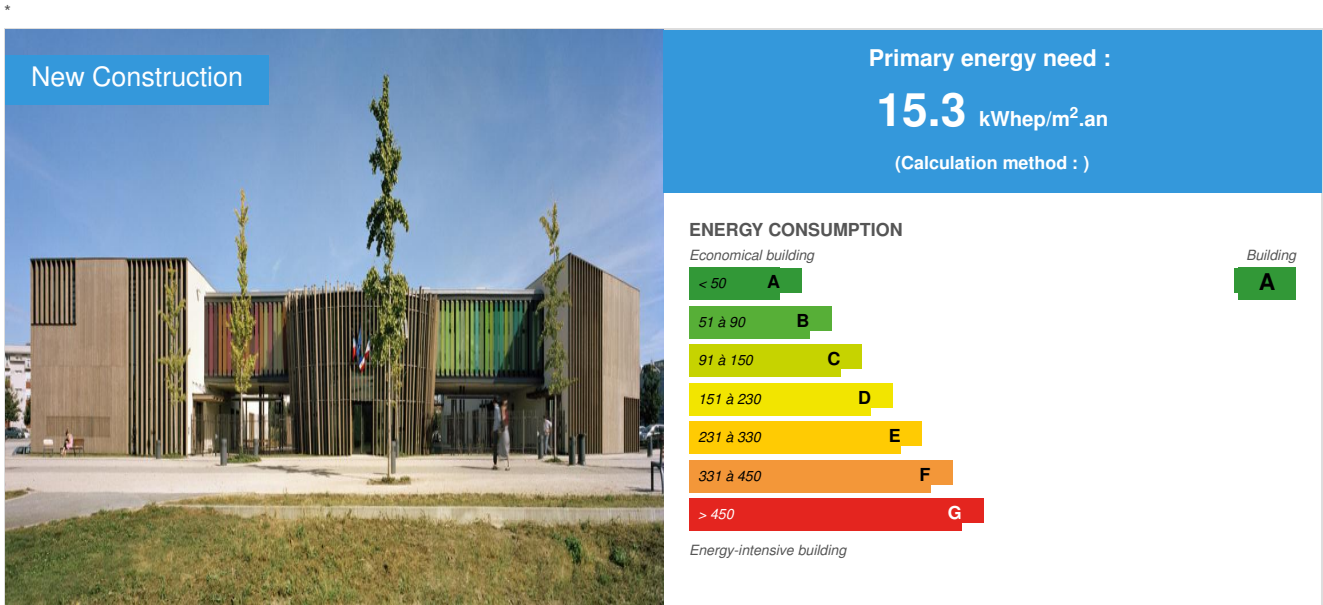 *
New Construction
Primary energy need :
15.3 kWhep/m².an
(Calculation method : )
ENERGY CONSUMPTION
Economical building
Building
< 50 A
A
51 à 90 B
91 à 150 C
151 à 230 D
231 à 330 E
331 à 450 F
> 450 G
Energy-intensive building